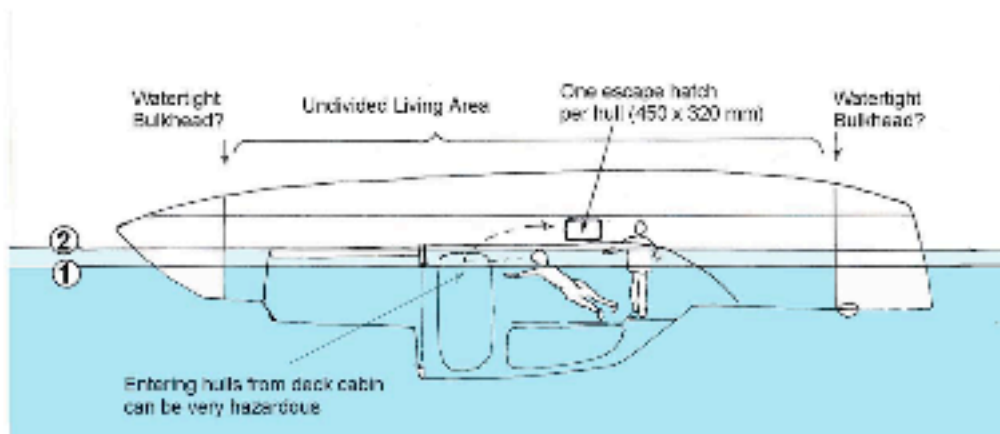 Watertight
Bulkhead?
Undivided Living Area
One escape hatch
per hull (450 x 320 mm)
Watertight
Bulkhead?
2
1
Entering hulls from deck cabin
can be very hazardous